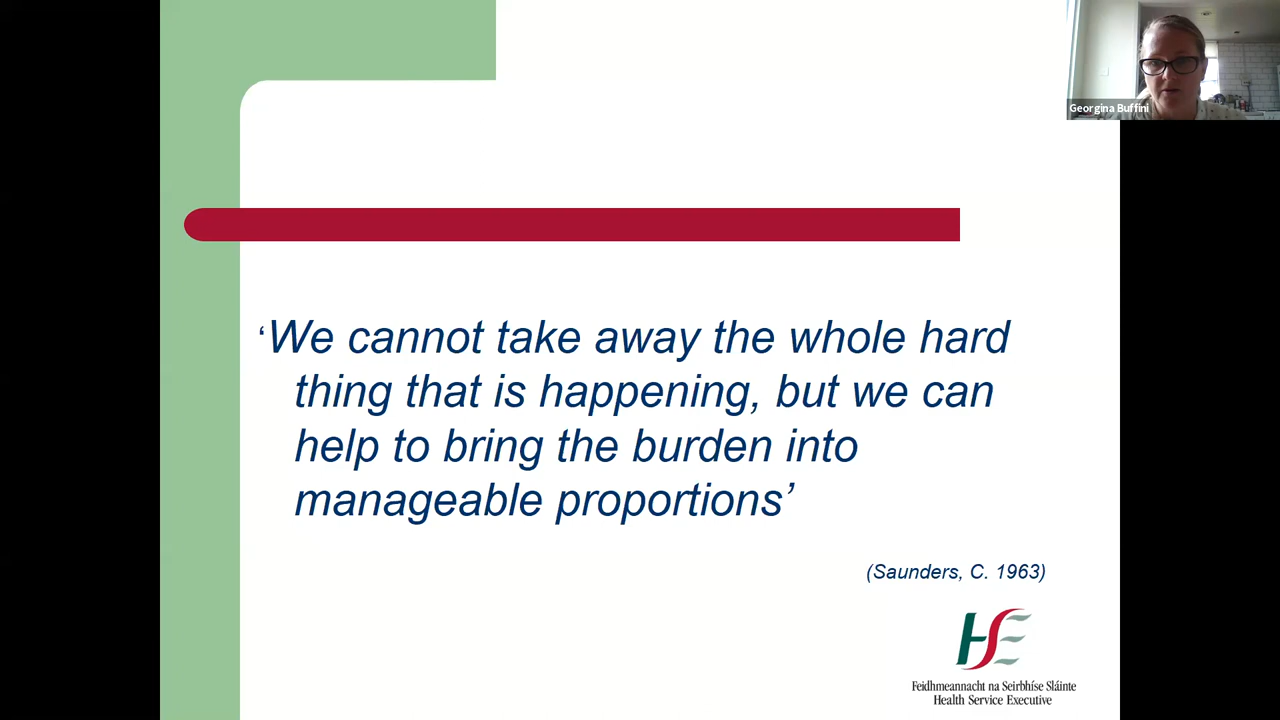 Georgina Buffini
‘We cannot take away the whole hard
thing that is happening, but we can
help to bring the burden into
manageable proportions’
(Saunders, C. 1963)
HSE
Feidhmeannacht na Seirbhíse Sláinte
Health Service Executive